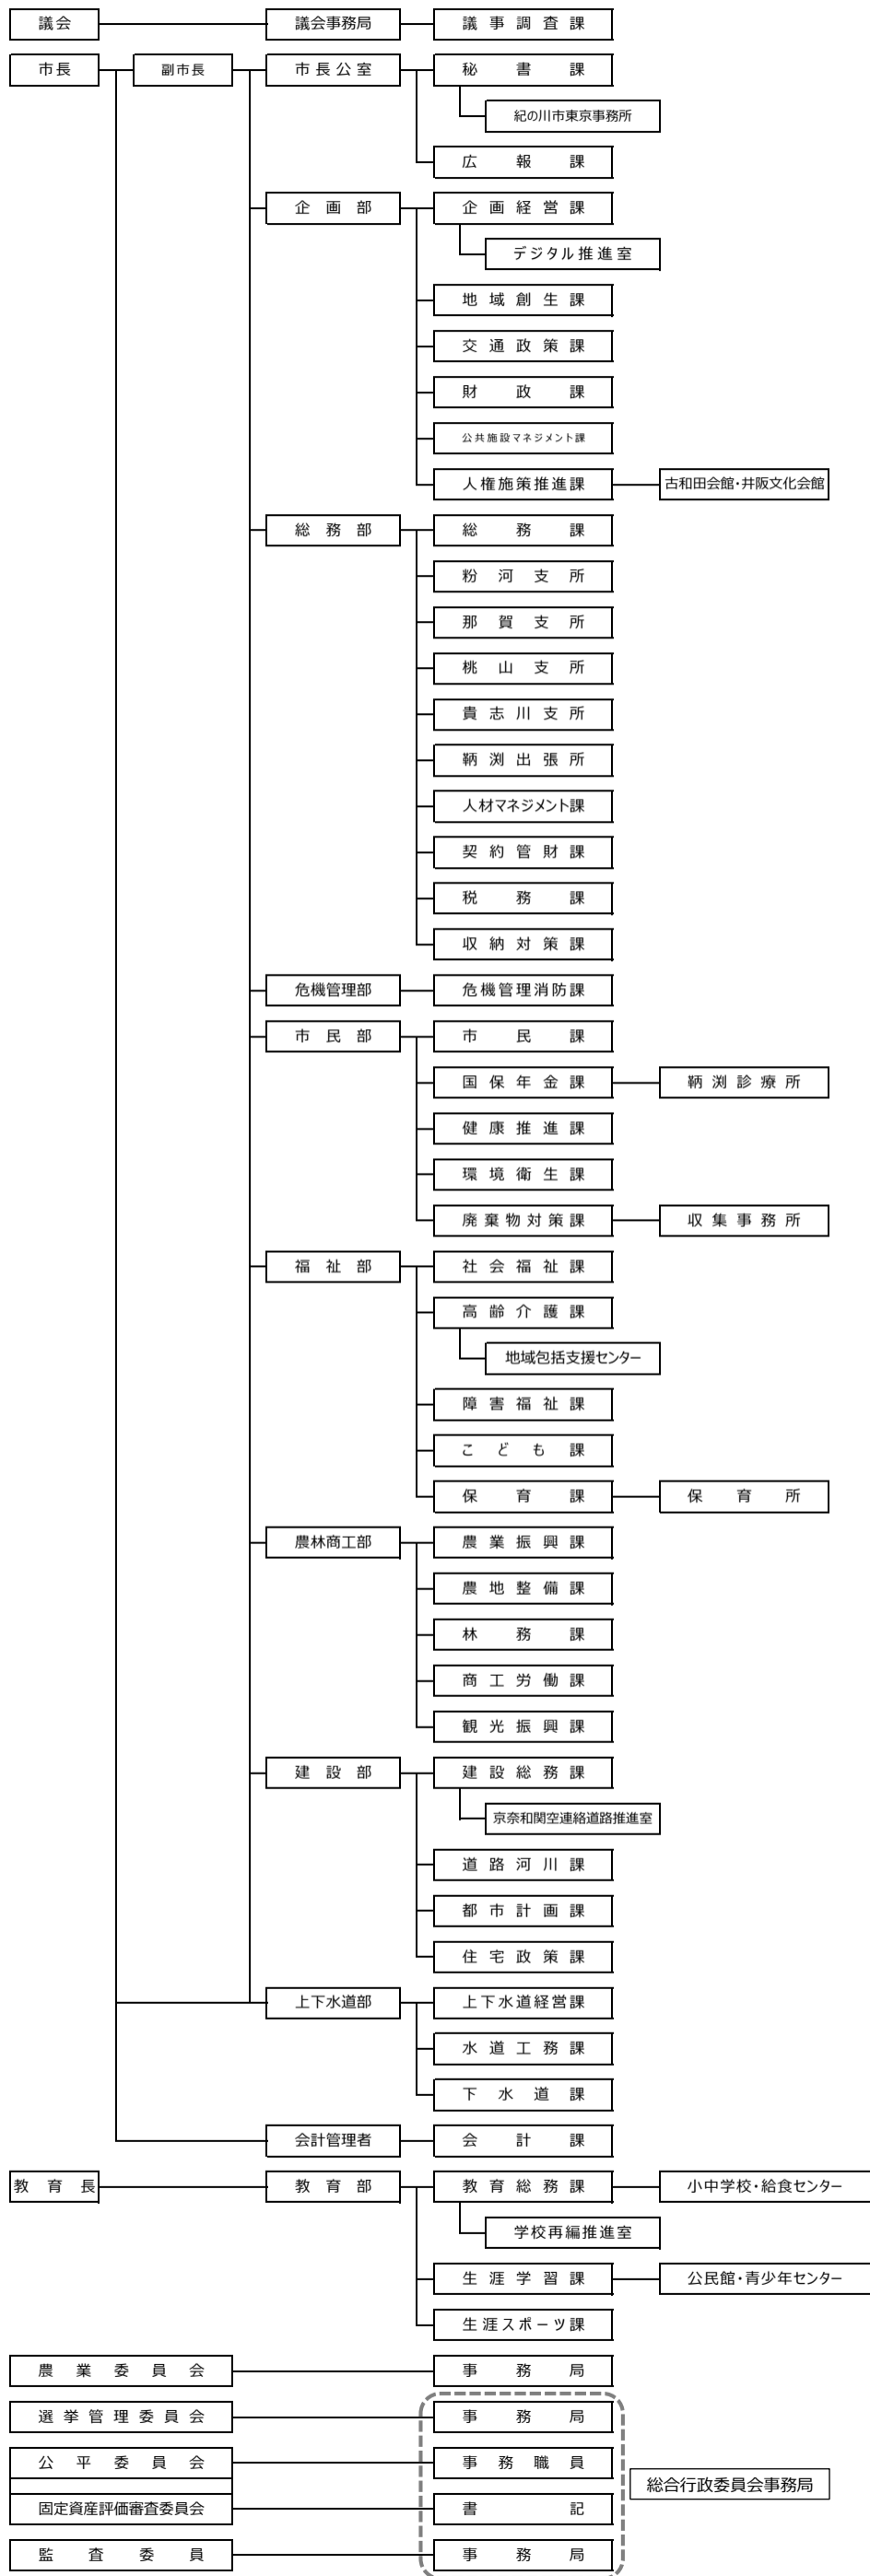 議会 議会事務局 議事調査課
市長 副市長 市長公室 秘書課
紀の川市東京事務所
広報課
企画部 企画経営課
デジタル推進室
地域創生課
交通政策課
財政課
公共施設マネジメント課
人権施策推進課 古和田会館・井阪文化会館
総務部 総務課
粉河支所
那賀支所
桃山支所
貴志川支所
鞆渕出張所
人材マネジメント課
契約管財課
税務課
収納対策課
危機管理部 危機管理消防課
市民部 市民課
国保年金課 鞆渕診療所
健康推進課
環境衛生課
廃棄物対策課 収集事務所
福祉部 社会福祉課
高齢介護課
地域包括支援センター
障害福祉課
こども課
保育課 保育所
農林商工部 農業振興課
農地整備課
林務課
商工労働課
観光振興課
建設部 建設総務課
京奈和関空連絡道路推進室
道路河川課
都市計画課
住宅政策課
上下水道部 上下水道経営課
水道工務課
下水道課
会計管理者 会計課
教育長 教育部 教育総務課 小中学校・給食センター
学校再編推進室
生涯学習課 公民館・青少年センター
生涯スポーツ課
農業委員会 事務局
選挙管理委員会 事務局
公平委員会 事務職員
総合行政委員会事務局
固定資産評価審査委員会 書記
監査委員 事務局